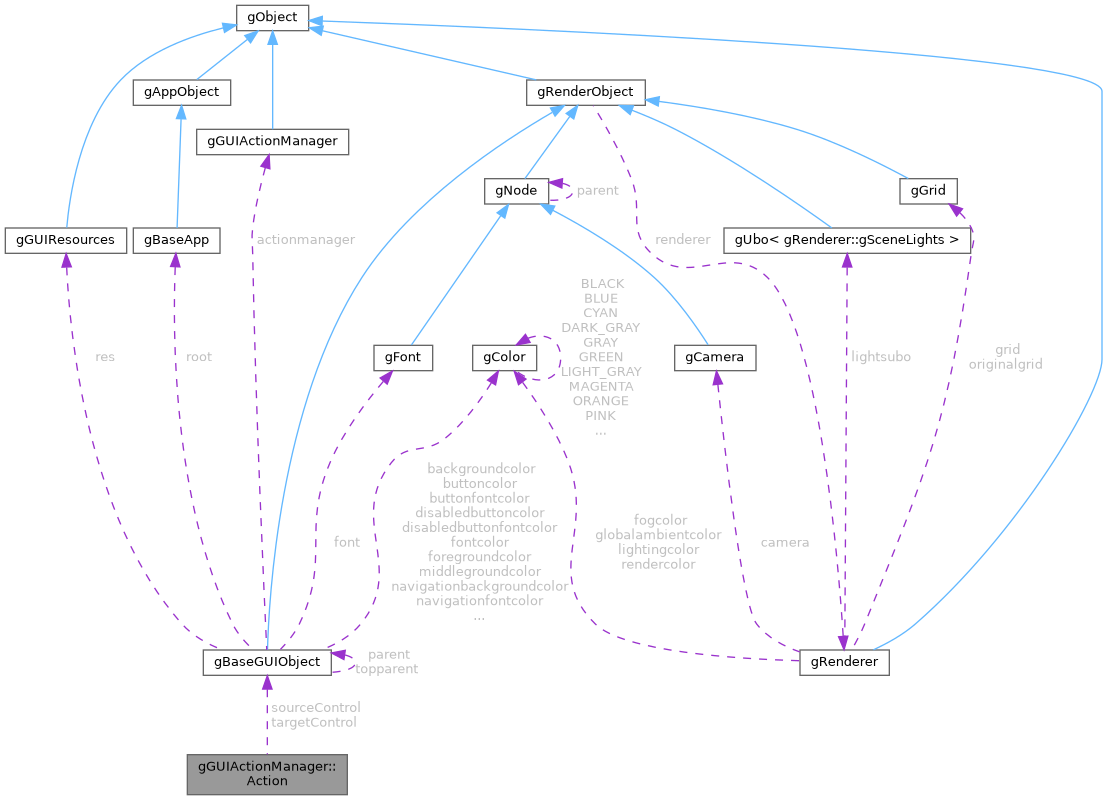 gObject
gAppObject
gRenderObject
gGUIActionManager
gNode
parent
gGrid
gGUIResources
gBaseApp
actionmanager
renderer
gUbo< gRenderer::gSceneLights >
BLACK
BLUE
CYAN
DARK_GRAY
GRAY
GREEN
LIGHT_GRAY
MAGENTA
ORANGE
PINK
...
res
root
gFont
gColor
gCamera
lightsubo
grid
originalgrid
backgroundcolor
buttoncolor
buttonfontcolor
disabledbuttoncolor
disabledbuttonfontcolor
fontcolor
foregroundcolor
middlegroundcolor
navigationbackgroundcolor
navigationfontcolor
...
font
fogcolor
globalambientcolor
lightingcolor
rendercolor
camera
gBaseGUIObject
parent
topparent
gRenderer
sourceControl
targetControl
gGUIActionManager::
Action